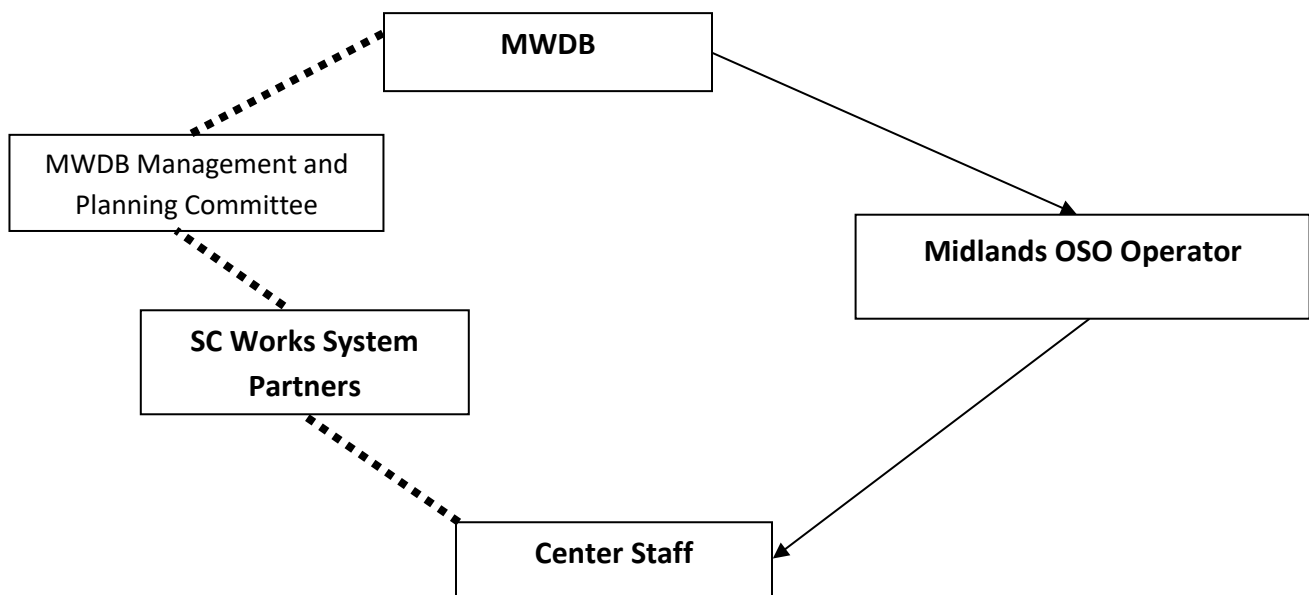 MWDB
MWDB Management and
Planning Committee
Midlands OSO Operator
SC Works System
Partners
Center Staff